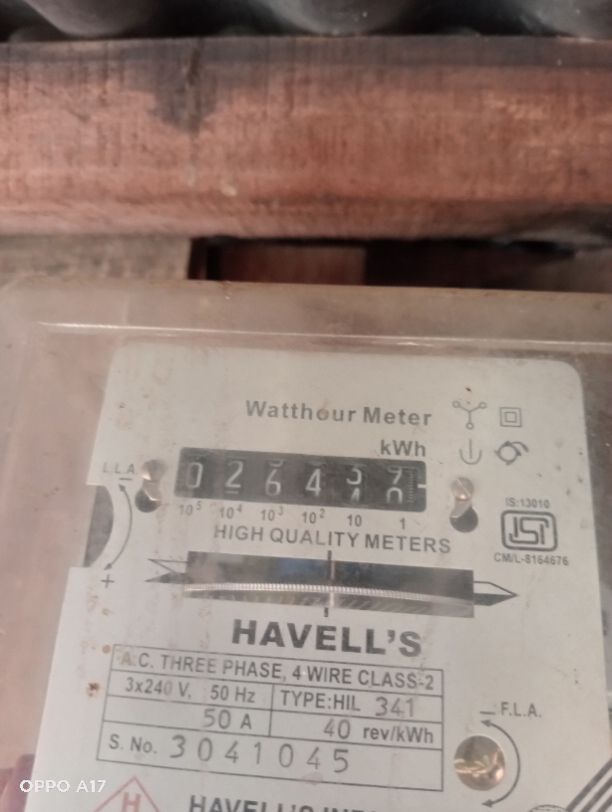 Watthour Meter
kWh
L.L.A.
0 2 6 4
10⁵ 10⁴ 10³ 10² 10 1
HIGH QUALITY METERS
IS:13010
ISI
CM/L-8164676
− +
HAVELL'S
A.C. THREE PHASE, 4 WIRE CLASS-2
3x240 V. 50 Hz TYPE:HIL 341
50 A 40 rev/kWh
S. No. 3041045
− F.L.A.
H
HAVELL'S
OPPO A17